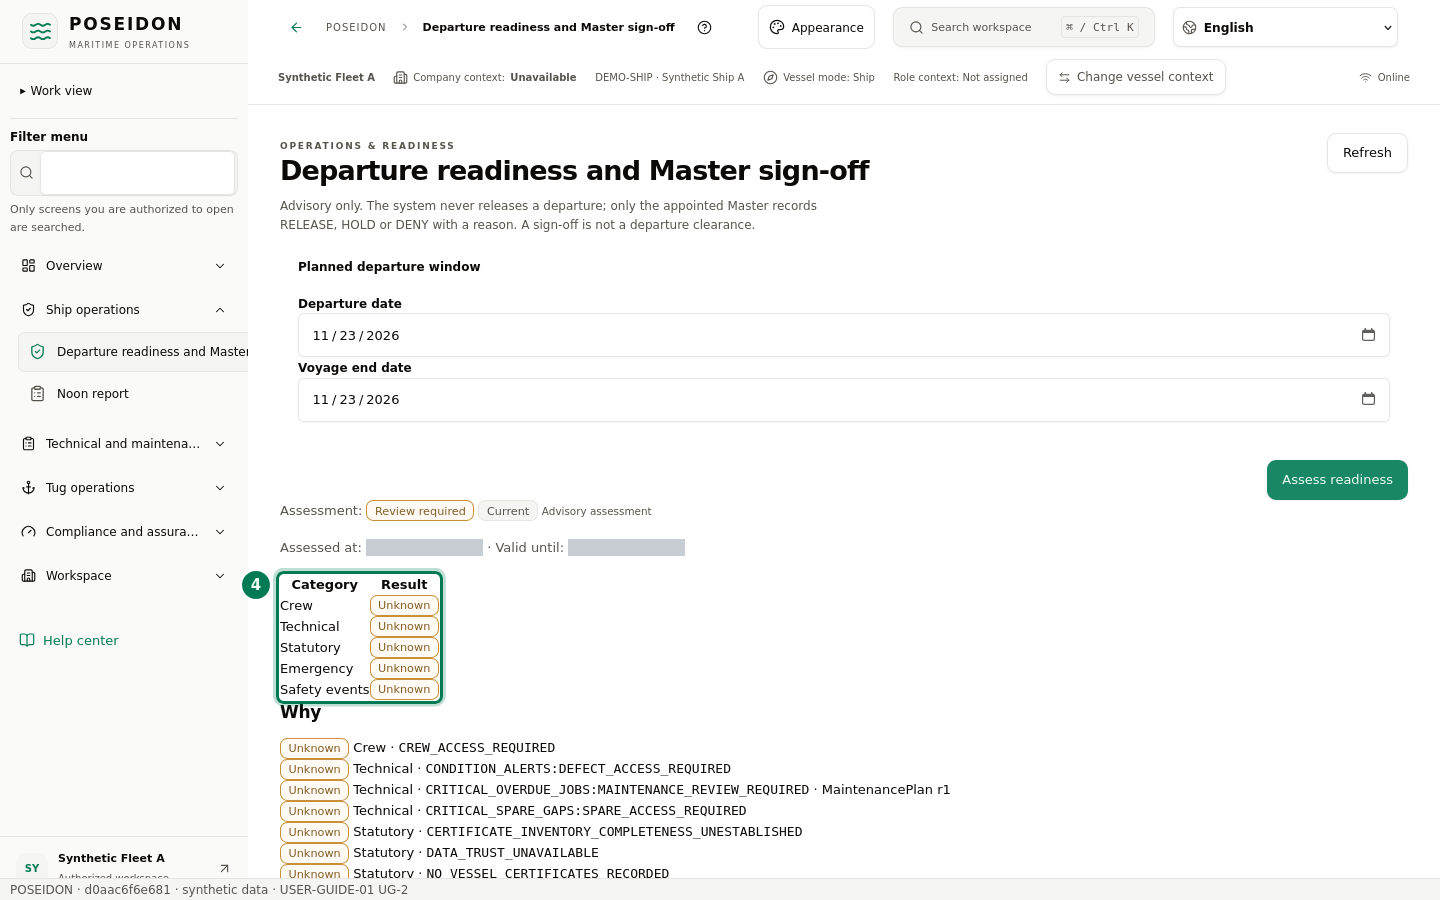 POSEIDON
MARITIME OPERATIONS
POSEIDON
Departure readiness and Master sign-off
Appearance
Search workspace
⌘ / Ctrl K
English
Synthetic Fleet A
Company context: Unavailable
DEMO-SHIP · Synthetic Ship A
Vessel mode: Ship
Role context: Not assigned
Change vessel context
Online
▸ Work view
Filter menu
Only screens you are authorized to open
are searched.
Overview
Ship operations
Departure readiness and Master
Noon report
Technical and maintena…
Tug operations
Compliance and assura…
Workspace
Help center
SY
Synthetic Fleet A
Authorized workspace
OPERATIONS & READINESS
Departure readiness and Master sign-off
Refresh
Advisory only. The system never releases a departure; only the appointed Master records
RELEASE, HOLD or DENY with a reason. A sign-off is not a departure clearance.
Planned departure window
Departure date
11 / 23 / 2026
Voyage end date
11 / 23 / 2026
Assess readiness
Assessment: Review required Current Advisory assessment
Assessed at: · Valid until:
4
Category Result
Crew Unknown
Technical Unknown
Statutory Unknown
Emergency Unknown
Safety events Unknown
Why
Unknown Crew · CREW_ACCESS_REQUIRED
Unknown Technical · CONDITION_ALERTS:DEFECT_ACCESS_REQUIRED
Unknown Technical · CRITICAL_OVERDUE_JOBS:MAINTENANCE_REVIEW_REQUIRED · MaintenancePlan r1
Unknown Technical · CRITICAL_SPARE_GAPS:SPARE_ACCESS_REQUIRED
Unknown Statutory · CERTIFICATE_INVENTORY_COMPLETENESS_UNESTABLISHED
Unknown Statutory · DATA_TRUST_UNAVAILABLE
Unknown Statutory · NO_VESSEL_CERTIFICATES_RECORDED
POSEIDON · d0aac6f6e681 · synthetic data · USER-GUIDE-01 UG-2